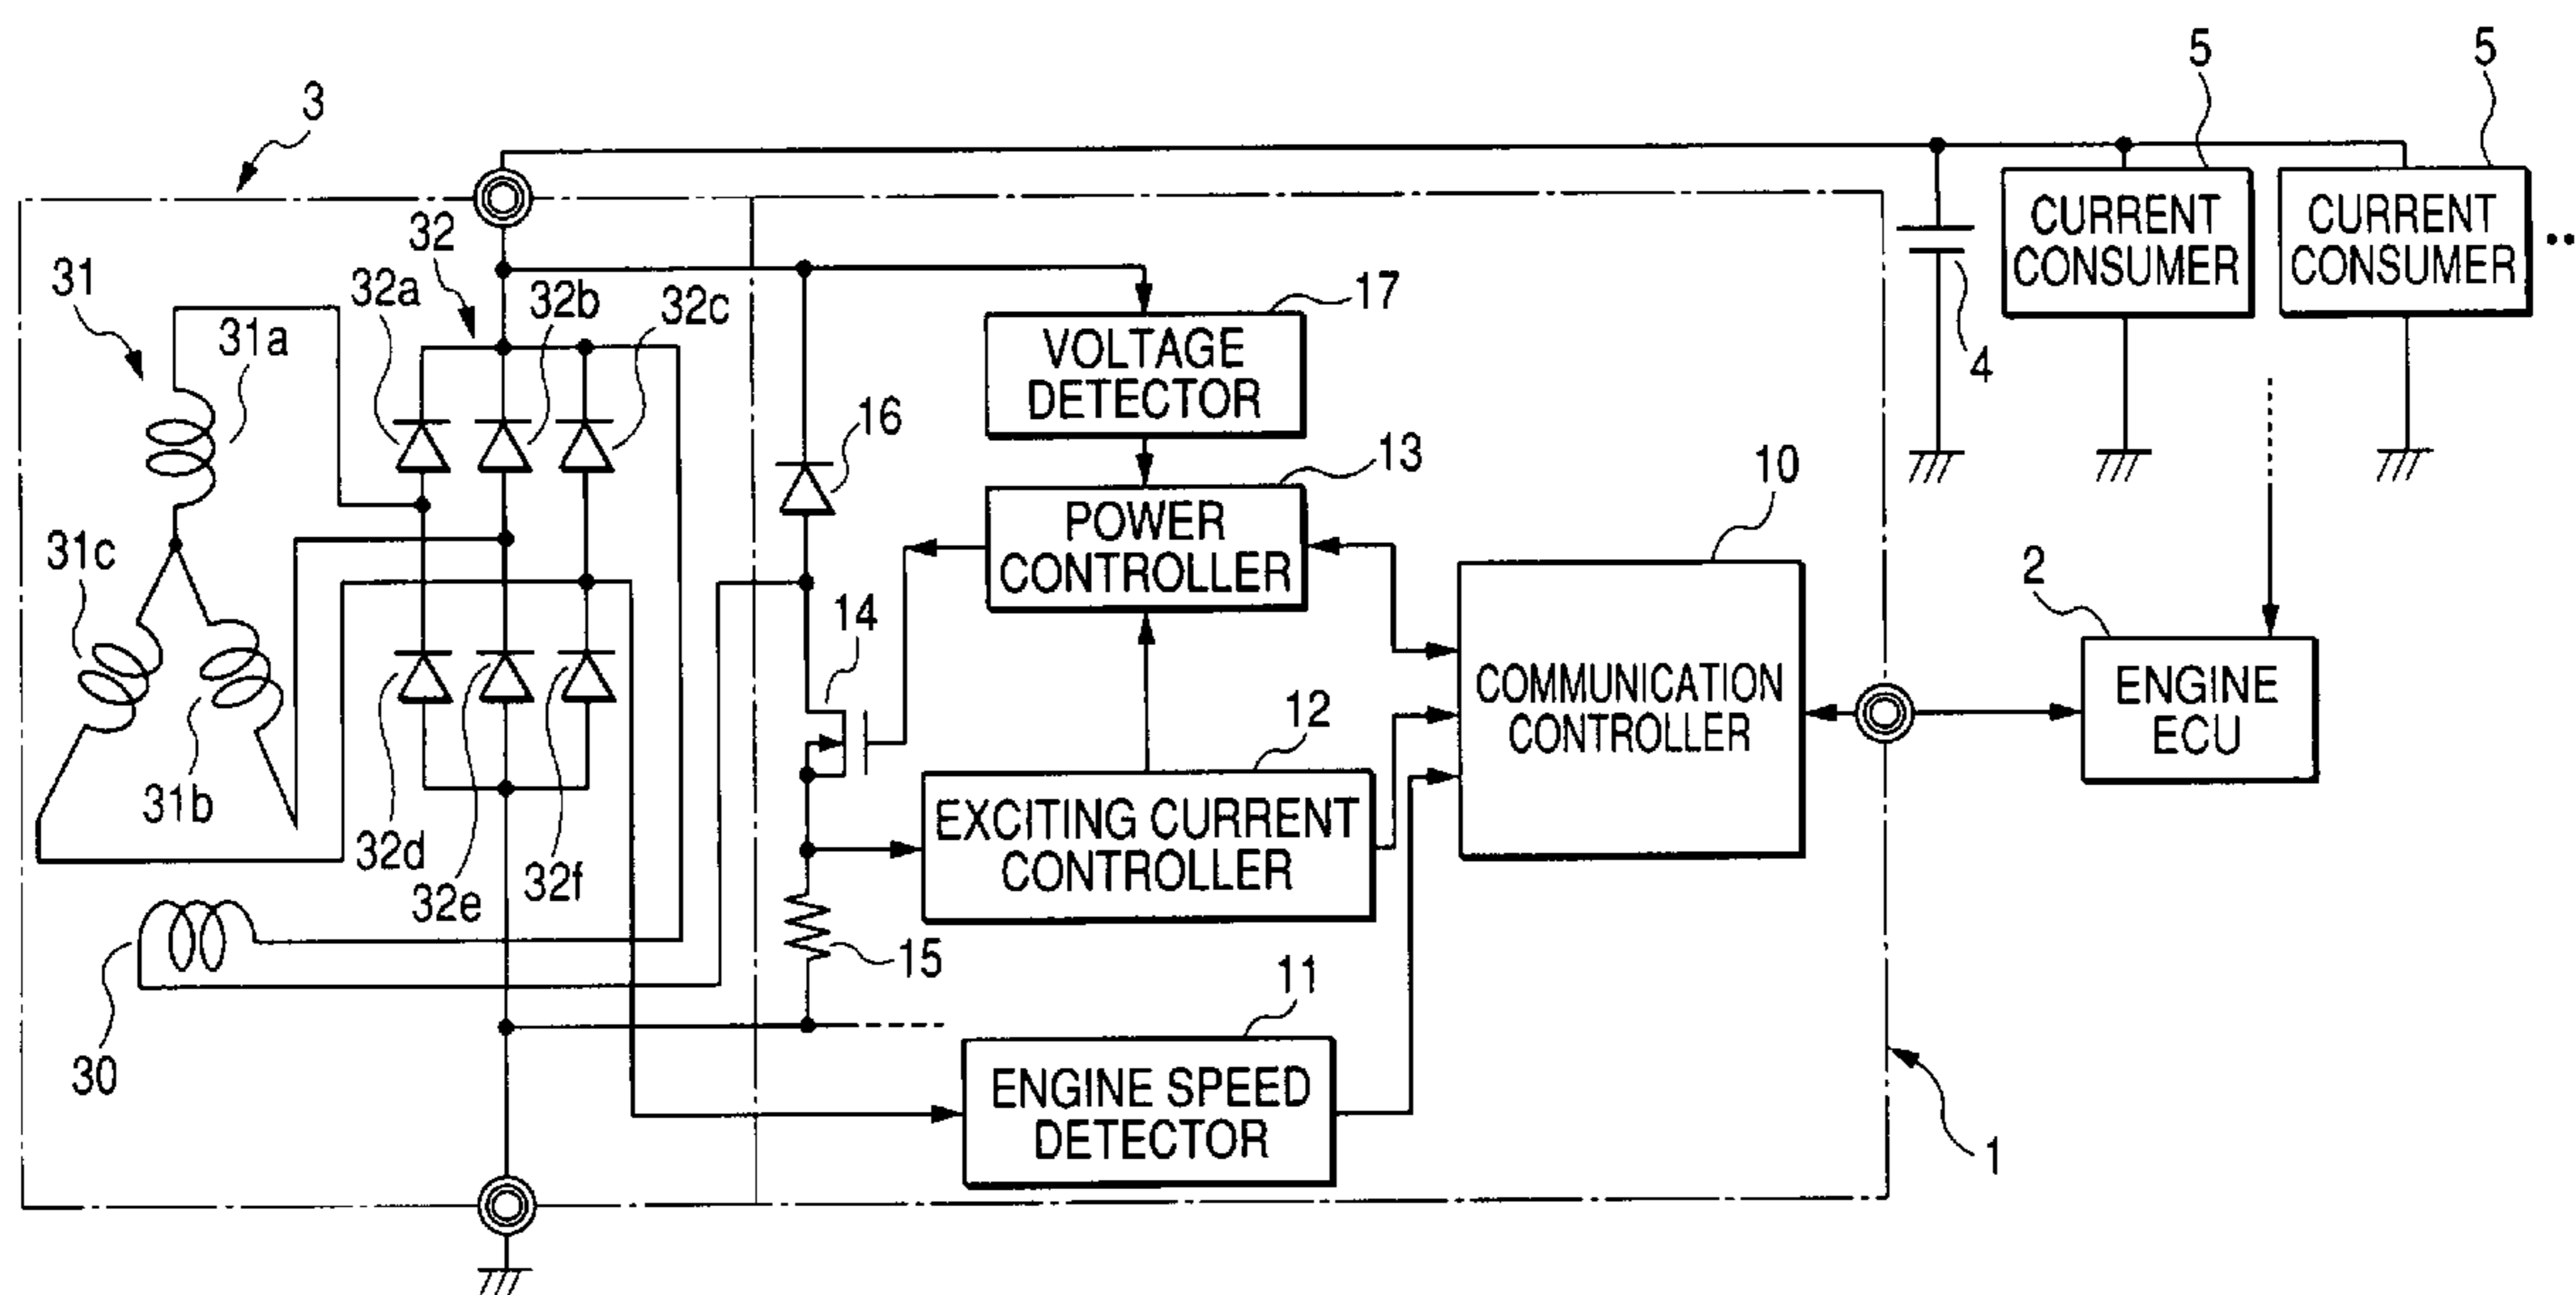 3
5
5
CURRENT
CONSUMER
CURRENT
CONSUMER
4
32
31
32a
32b
32c
31a
17
VOLTAGE
DETECTOR
16
13
POWER
CONTROLLER
10
COMMUNICATION
CONTROLLER
2
ENGINE
ECU
31c
14
12
EXCITING CURRENT
CONTROLLER
31b
32d
32e
32f
15
11
ENGINE SPEED
DETECTOR
30
1